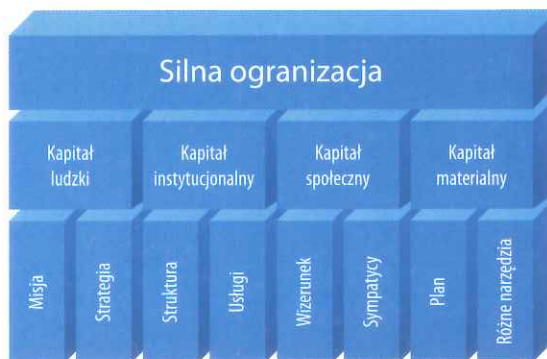 Silna ogranizacja
Kapitał
ludzki
Kapitał
instytucjonalny
Kapitał
społeczny
Kapitał
materialny
Misja
Strategia
Struktura
Usługi
Wizerunek
Sympatycy
Plan
Różne narzędzia